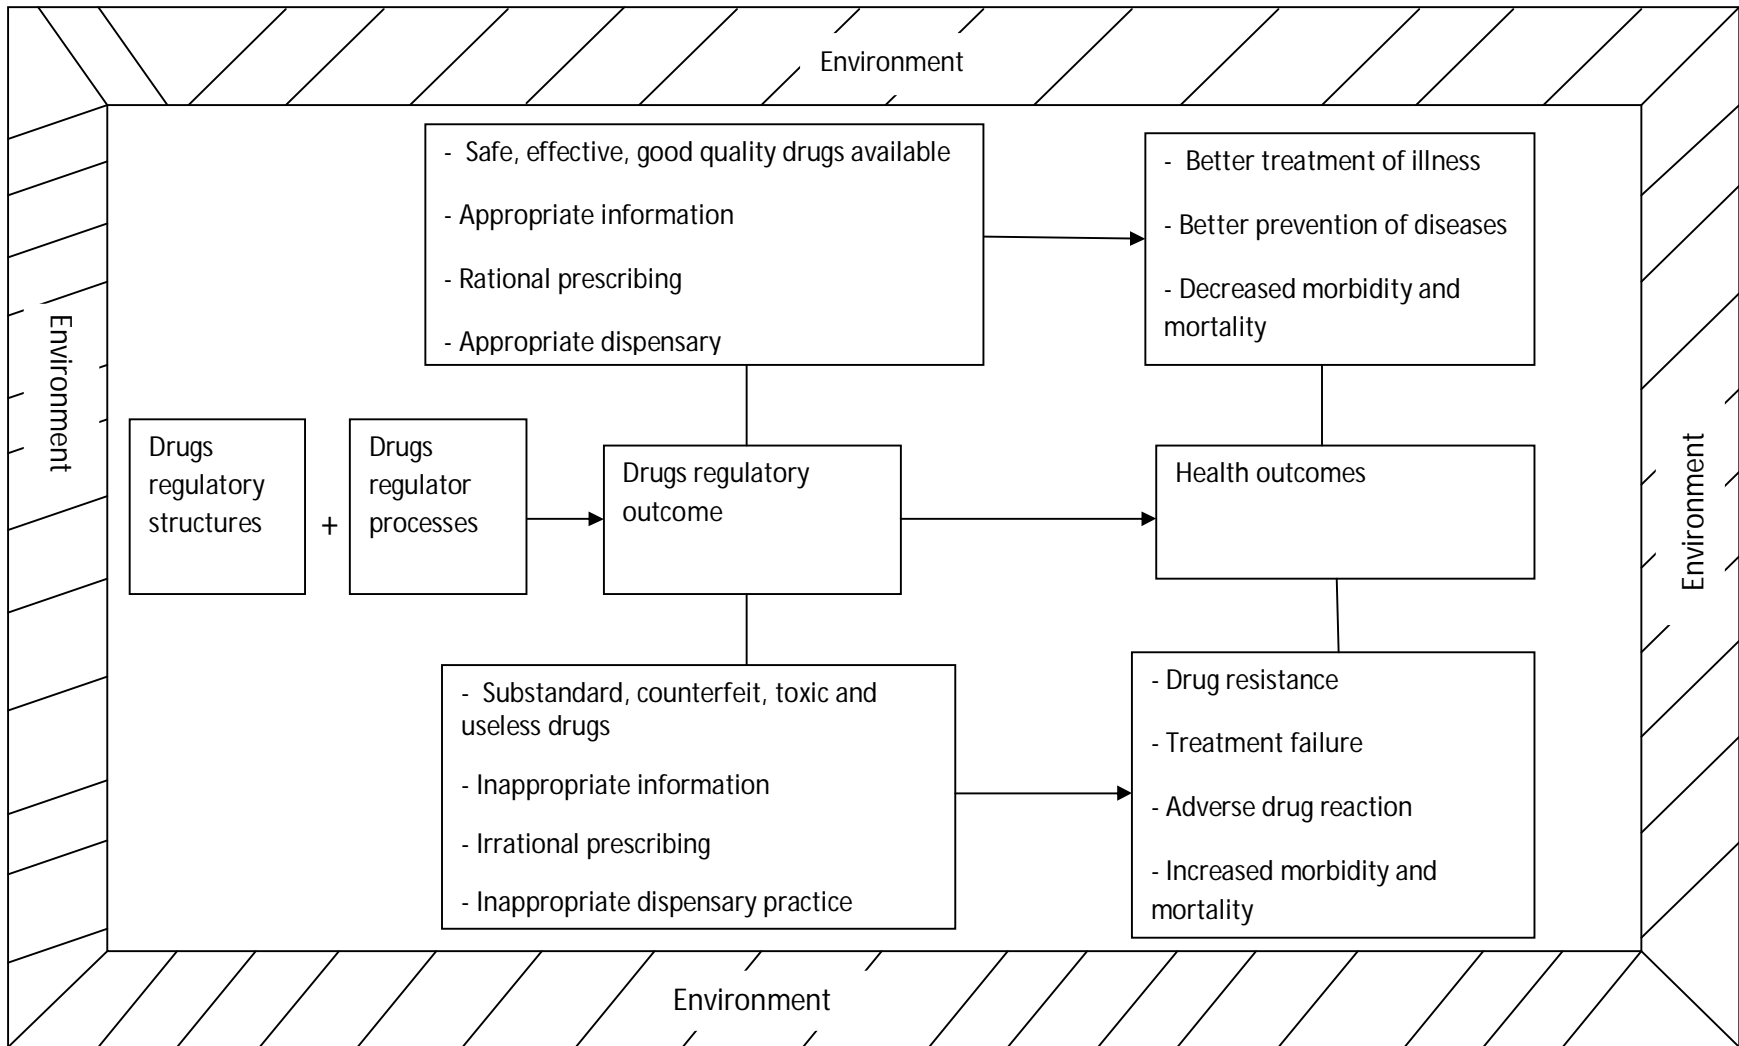 Environment
- Safe, effective, good quality drugs available
- Appropriate information
- Rational prescribing
- Appropriate dispensary
- Better treatment of illness
- Better prevention of diseases
- Decreased morbidity and
mortality
Environment
Drugs
regulatory
structures
+
Drugs
regulator
processes
Drugs regulatory
outcome
Health outcomes
Environment
- Substandard, counterfeit, toxic and
useless drugs
- Inappropriate information
- Irrational prescribing
- Inappropriate dispensary practice
- Drug resistance
- Treatment failure
- Adverse drug reaction
- Increased morbidity and
mortality
Environment